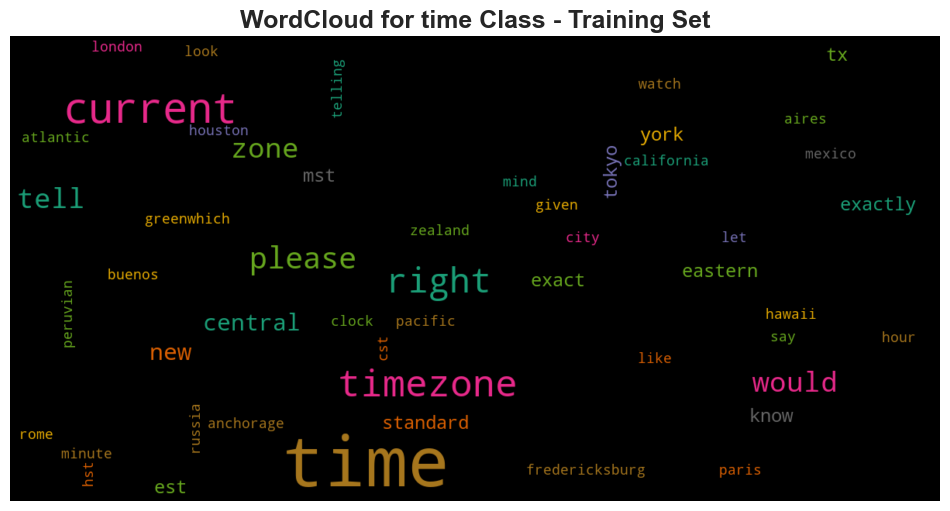 WordCloud for time Class - Training Set
london
look
tx
telling
watch
current
aires
houston
atlantic
york
zone
mexico
california
tokyo
mst
mind
tell
given
exactly
greenwhich
zealand
city
let
please
eastern
buenos
right
exact
peruvian
hawaii
central
clock
pacific
say
hour
cst
new
like
timezone
would
know
standard
anchorage
russia
rome
minute
time
hst
fredericksburg
paris
est